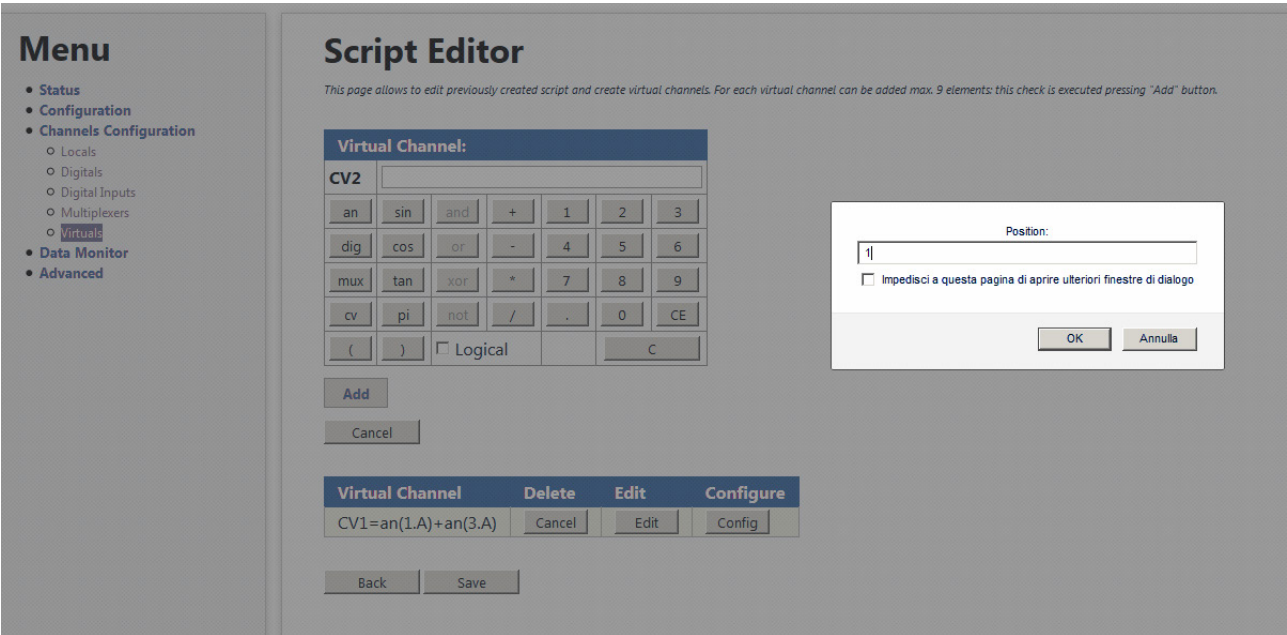 Menu
Status
Configuration
Channels Configuration
Locals
Digitals
Digital Inputs
Multiplexers
Virtuals
Data Monitor
Advanced
Script Editor
This page allows to edit previously created script and create virtual channels. For each virtual channel can be added max. 9 elements: this check is executed pressing "Add" button.
Virtual Channel:
CV2
an sin and + 1 2 3
dig cos or - 4 5 6
mux tan xor * 7 8 9
cv pi not / . 0 CE
( ) Logical C
Add
Cancel
Virtual Channel Delete Edit Configure
CV1=an(1.A)+an(3.A) Cancel Edit Config
Back Save
Position:
1
Impedisci a questa pagina di aprire ulteriori finestre di dialogo
OK Annulla